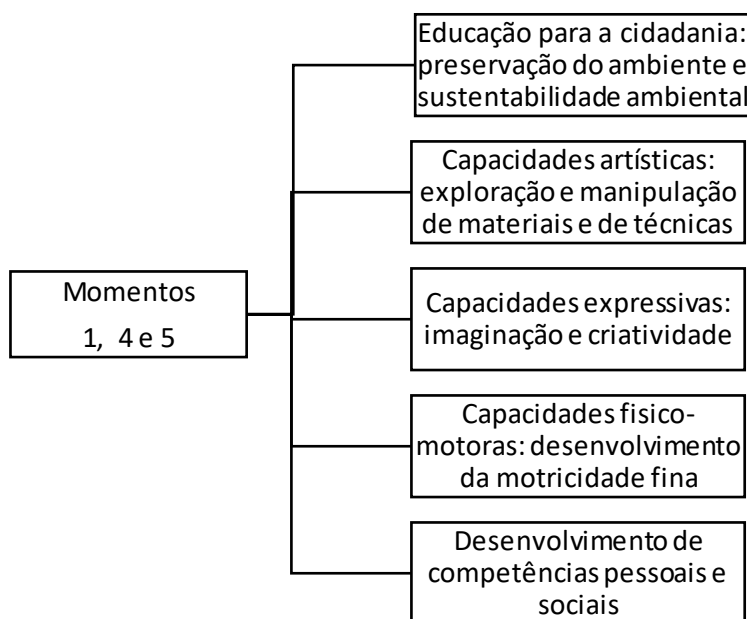 Educação para a cidadania:
preservação do ambiente e
sustentabilidade ambiental
Capacidades artísticas:
exploração e manipulação
de materiais e de técnicas
Momentos
1, 4 e 5
Capacidades expressivas:
imaginação e criatividade
Capacidades fisico-
motoras: desenvolvimento
da motricidade fina
Desenvolvimento de
competências pessoais e
sociais